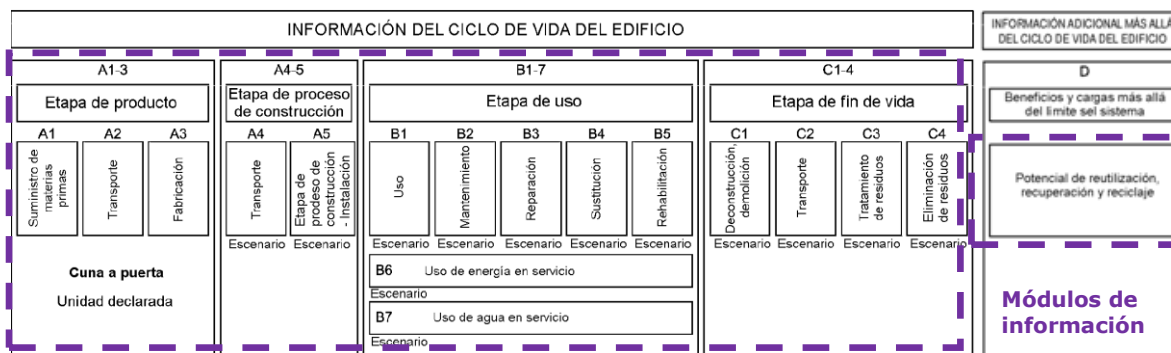 INFORMACIÓN DEL CICLO DE VIDA DEL EDIFICIO
INFORMACIÓN ADICIONAL MÁS ALLÁ
DEL CICLO DE VIDA DEL EDIFICIO
A1-3
Etapa de producto
A1
A2
A3
Suministro de
materias
primas
Transporte
Fabricación
Cuna a puerta
Unidad declarada
A4-5
Etapa de proceso
de construcción
A4
A5
Transporte
Etapa de
prodeso de
construcción
- Instalación
Escenario
Escenario
B1-7
Etapa de uso
B1
B2
B3
B4
B5
Uso
Mantenimiento
Reparación
Sustitución
Rehabilitación
Escenario
Escenario
Escenario
Escenario
Escenario
B6 Uso de energía en servicio
Escenario
B7 Uso de agua en servicio
Escenario
C1-4
Etapa de fin de vida
C1
C2
C3
C4
Deconstrucción,
demolición
Transporte
Tratamiento
de residuos
Eliminación
de residuos
Escenario
Escenario
Escenario
Escenario
D
Beneficios y cargas más allá
del limite sel sistema
Potencial de reutilización,
recuperación y reciclaje
Módulos de
información